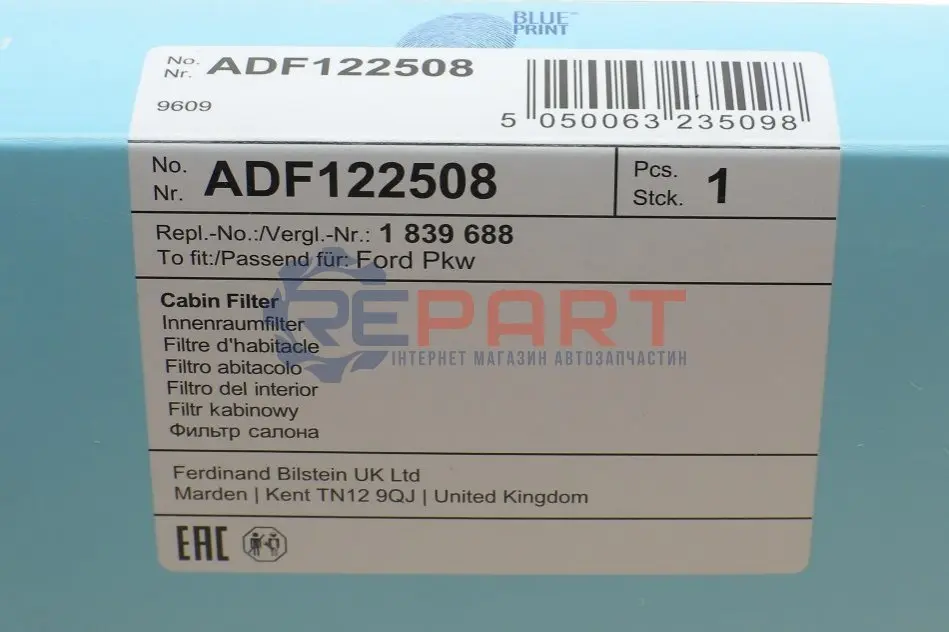 BLUE
PRINT
No.
Nr. ADF122508
9609
5 050063 235098
No.
Nr. ADF122508
Pcs.
Stck. 1
Repl.-No.:/Vergl.-Nr.: 1 839 688
To fit:/Passend für: Ford Pkw
REPART
ІНТЕРНЕТ МАГАЗИН АВТОЗАПЧАСТИН
Cabin Filter
Innenraumfilter
Filtre d'habitacle
Filtro abitacolo
Filtro del interior
Filtr kabinowy
Фильтр салона
Ferdinand Bilstein UK Ltd
Marden | Kent TN12 9QJ | United Kingdom
EAC